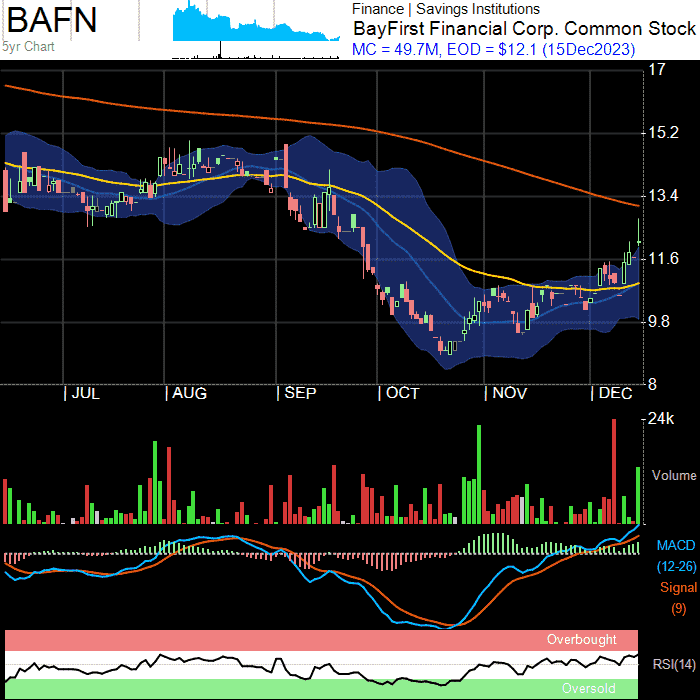 BAFN
5yr Chart
Finance | Savings Institutions
BayFirst Financial Corp. Common Stock
MC = 49.7M, EOD = $12.1 (15Dec2023)
17
15.2
13.4
11.6
9.8
8
| JUL | AUG | SEP | OCT | NOV | DEC
24k
Volume
MACD
(12-26)
Signal
(9)
Overbought
RSI(14)
Oversold